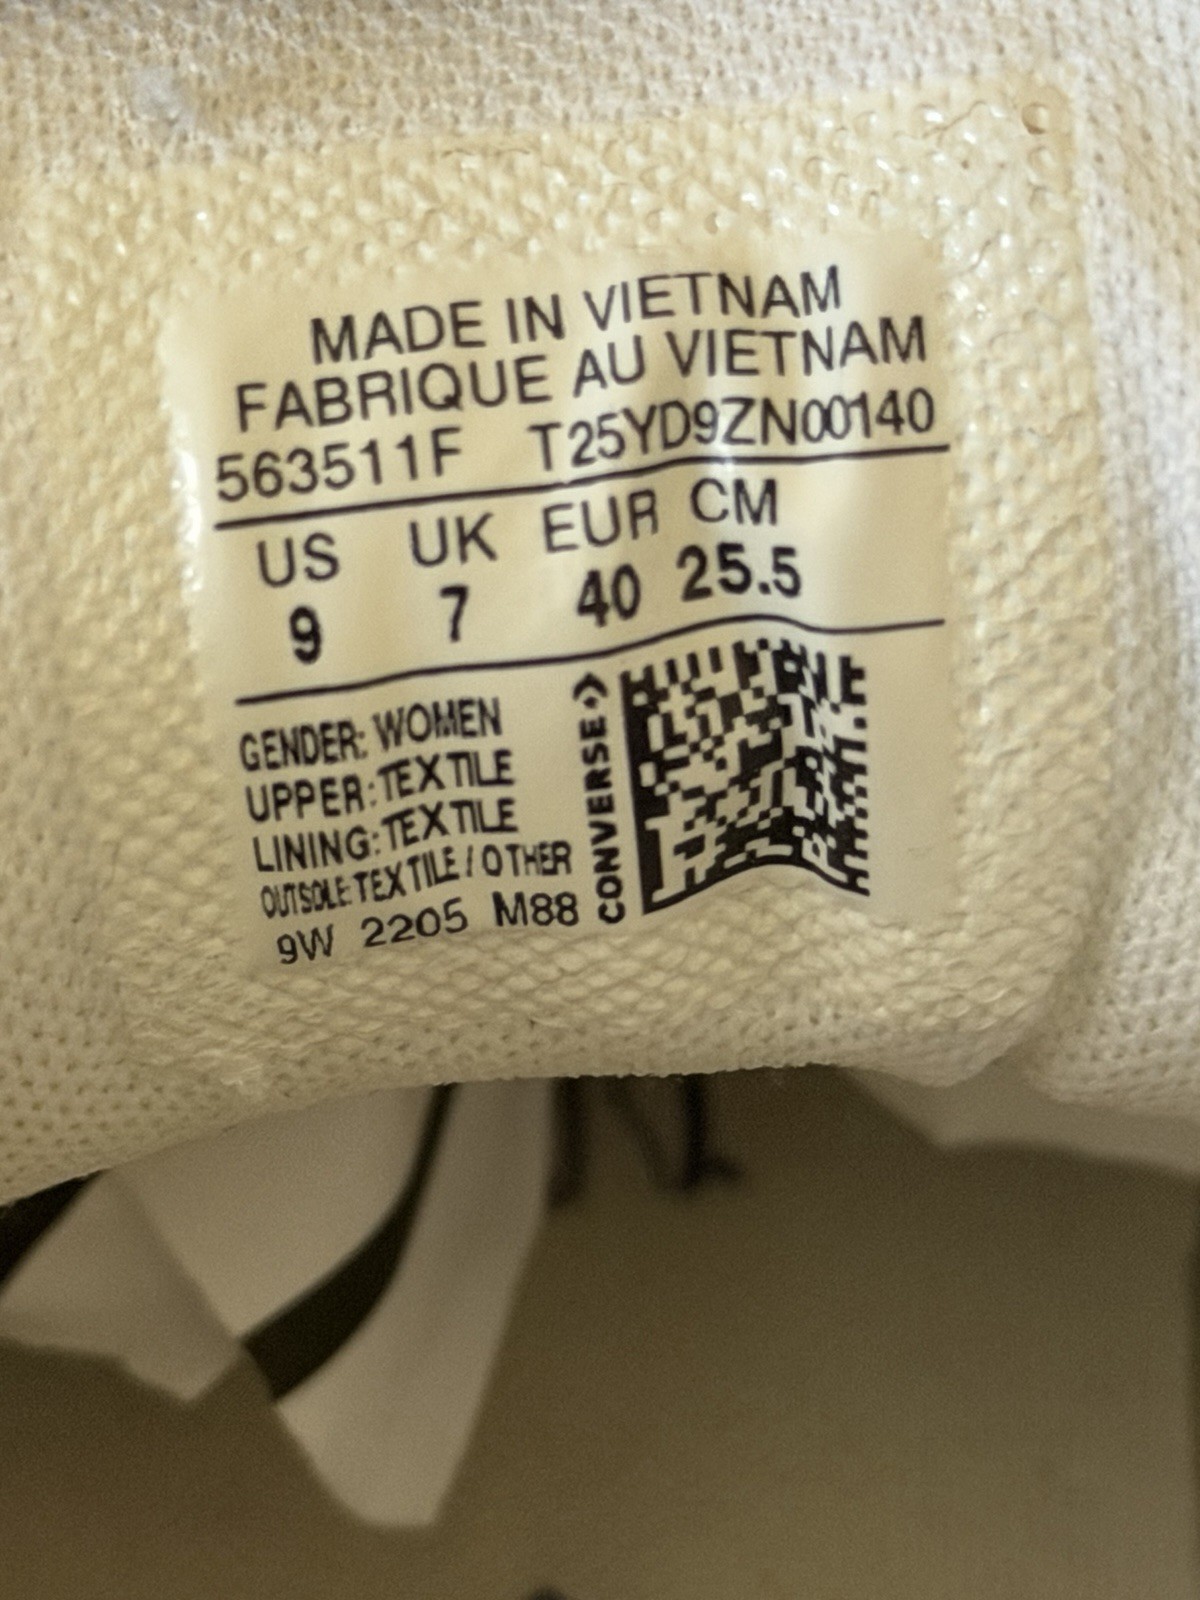 MADE IN VIETNAM
FABRIQUE AU VIETNAM
563511F T25YD9ZN00140
US UK EUR CM
9 7 40 25.5
GENDER: WOMEN
UPPER: TEXTILE
LINING: TEXTILE
OUTSOLE: TEXTILE / OTHER
9W 2205 M88
CONVERSE